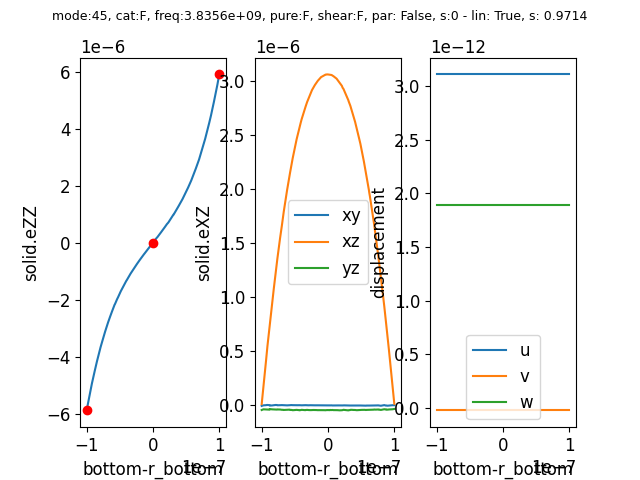 mode:45, cat:F, freq:3.8356e+09, pure:F, shear:F, par: False, s:0 - lin: True, s: 0.9714
1e−6
6
4
2
0
−2
−4
−6
solid.eZZ
−1
0
1
1e−7
bottom-r_bottom
1e−6
3.0
2.5
2.0
1.5
1.0
0.5
0.0
solid.eXZ
xy
xz
yz
−1
0
1
1e−7
bottom-r_bottom
1e−12
3.0
2.5
2.0
1.5
1.0
0.5
0.0
displacement
u
v
w
−1
0
1
1e−7
bottom-r_bottom